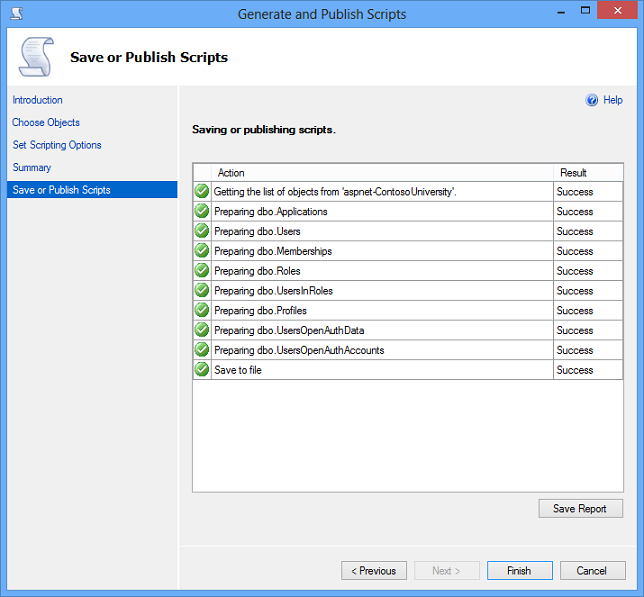 Generate and Publish Scripts
Save or Publish Scripts
Introduction
Choose Objects
Set Scripting Options
Summary
Save or Publish Scripts
Help
Saving or publishing scripts.
Action Result
Getting the list of objects from 'aspnet-ContosoUniversity'. Success
Preparing dbo.Applications Success
Preparing dbo.Users Success
Preparing dbo.Memberships Success
Preparing dbo.Roles Success
Preparing dbo.UsersInRoles Success
Preparing dbo.Profiles Success
Preparing dbo.UsersOpenAuthData Success
Preparing dbo.UsersOpenAuthAccounts Success
Save to file Success
Save Report
< Previous Next > Finish Cancel